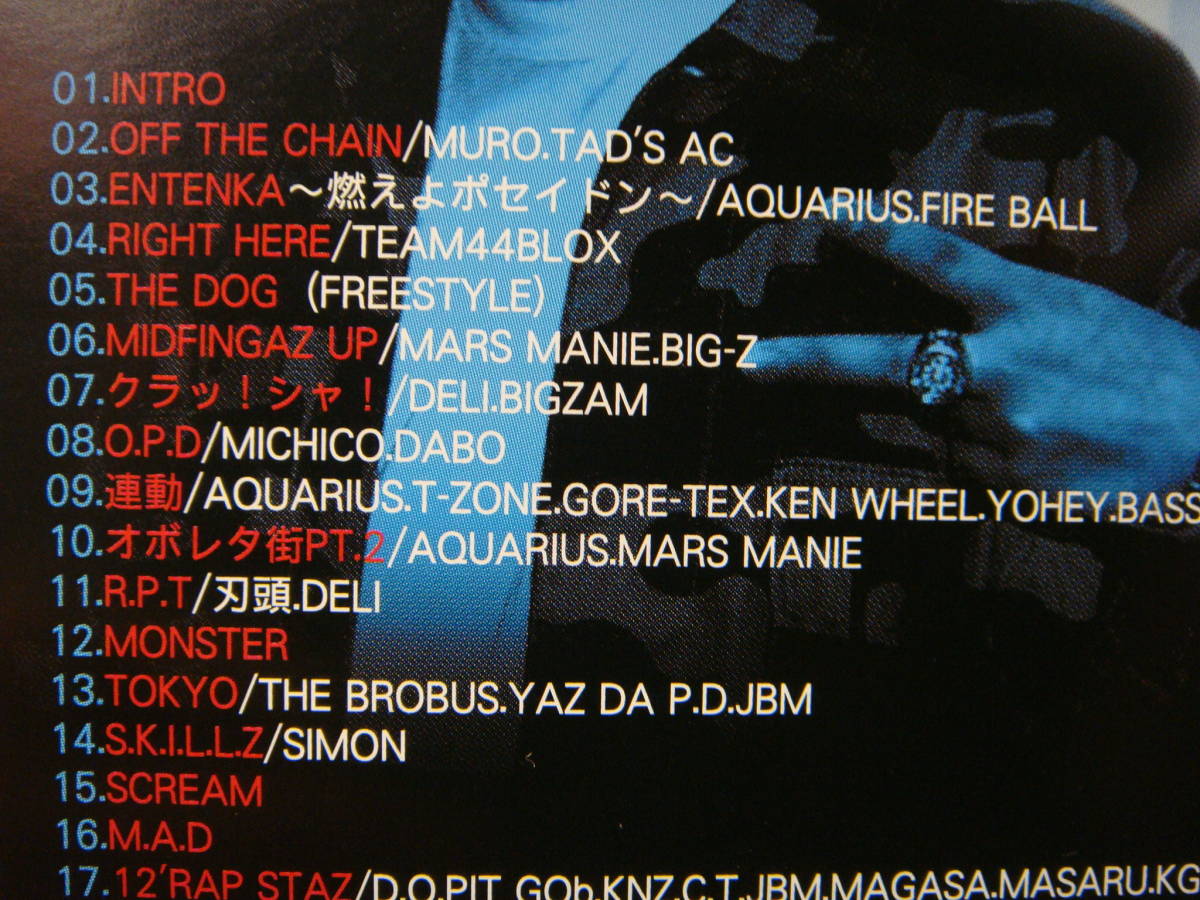 01.INTRO
02.OFF THE CHAIN/MURO.TAD'S AC
03.ENTENKA～燃えよポセイドン～/AQUARIUS.FIRE BALL
04.RIGHT HERE/TEAM44BLOX
05.THE DOG (FREESTYLE)
06.MIDFINGAZ UP/MARS MANIE.BIG-Z
07.クラッ！シャ！/DELI.BIGZAM
08.O.P.D/MICHICO.DABO
09.連動/AQUARIUS.T-ZONE.GORE-TEX.KEN WHEEL.YOHEY.BASS
10.オボレタ街PT.2/AQUARIUS.MARS MANIE
11.R.P.T/刃頭.DELI
12.MONSTER
13.TOKYO/THE BROBUS.YAZ DA P.D.JBM
14.S.K.I.L.L.Z/SIMON
15.SCREAM
16.M.A.D
17.12'RAP STAZ/D.O.PIT GOb.KNZ.C.T.JBM.MAGASA.MASARU.KG